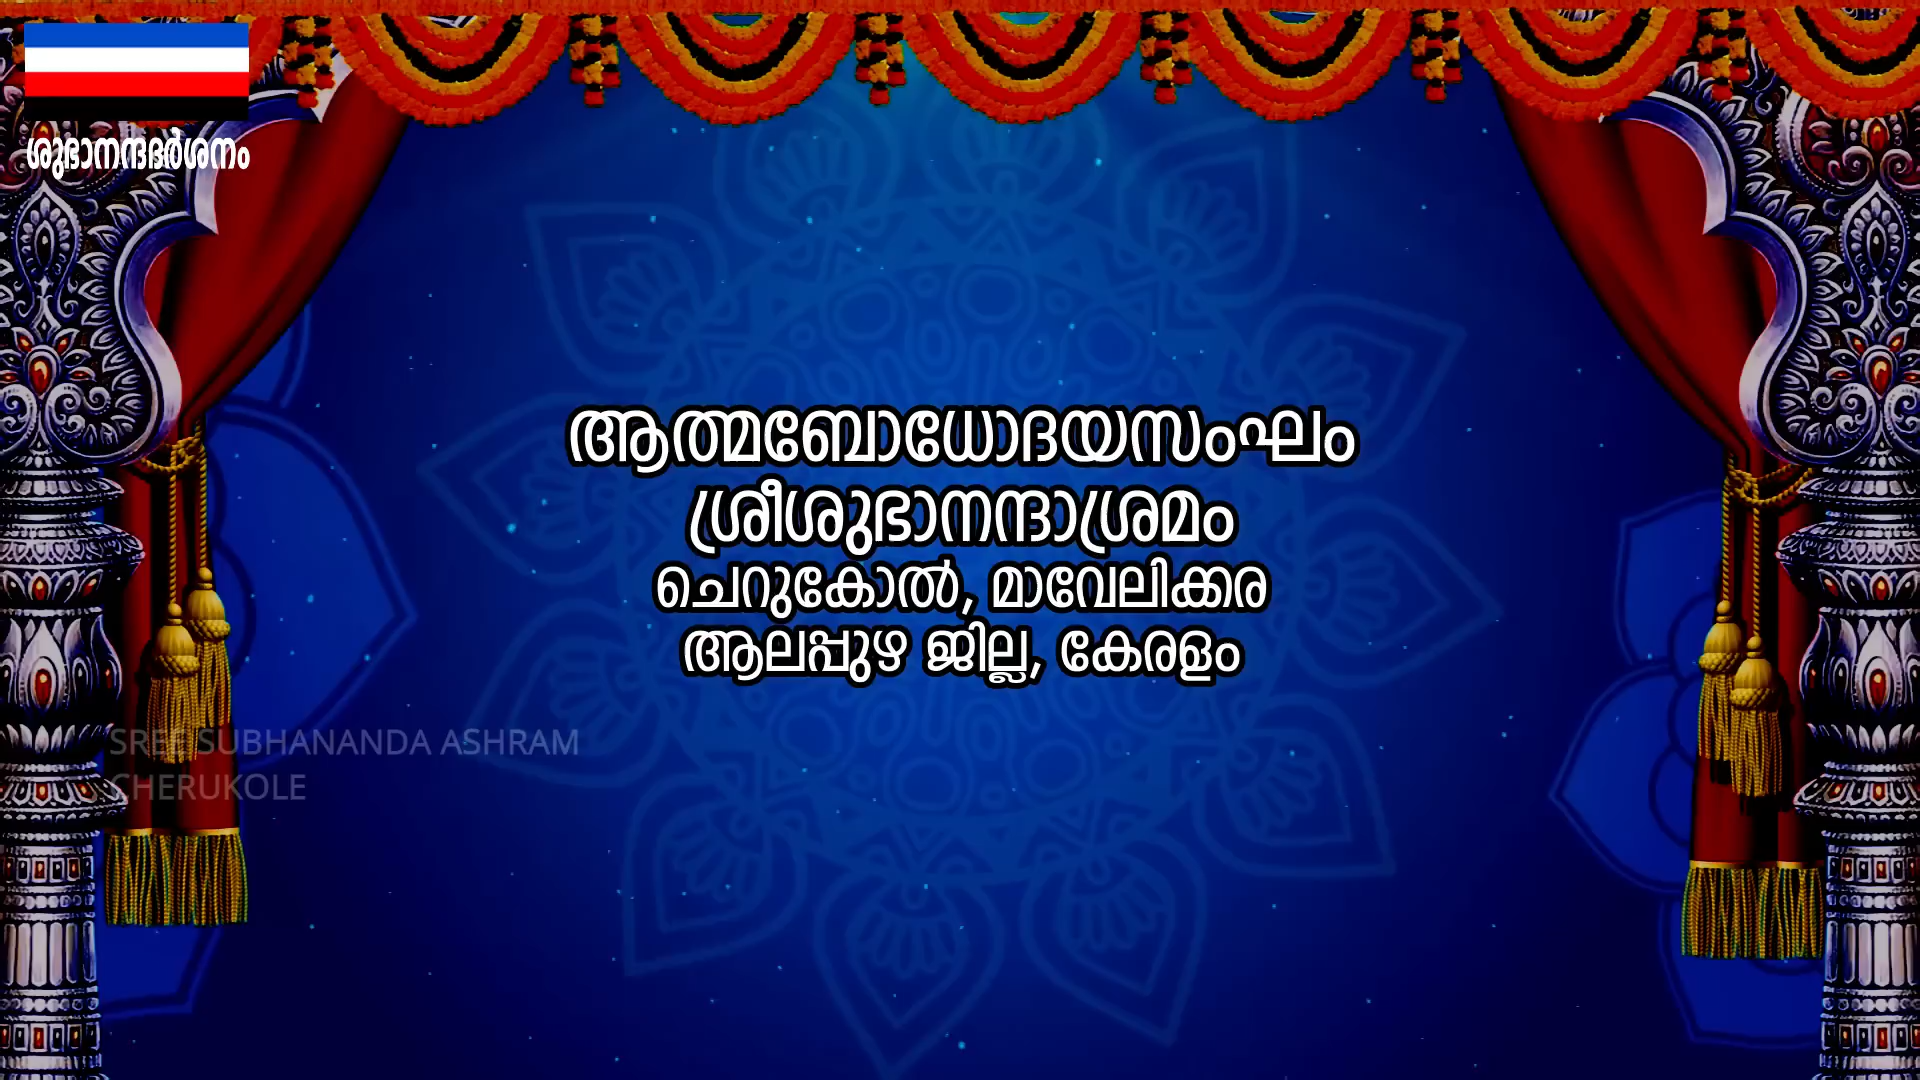 ശുഭാനന്ദദർശനം
ആത്മബോധോദയസംഘം
ശ്രീശുഭാനന്ദാശ്രമം
ചെറുകോൽ, മാവേലിക്കര
ആലപ്പുഴ ജില്ല, കേരളം
SREE SUBHANANDA ASHRAM
CHERUKOLE